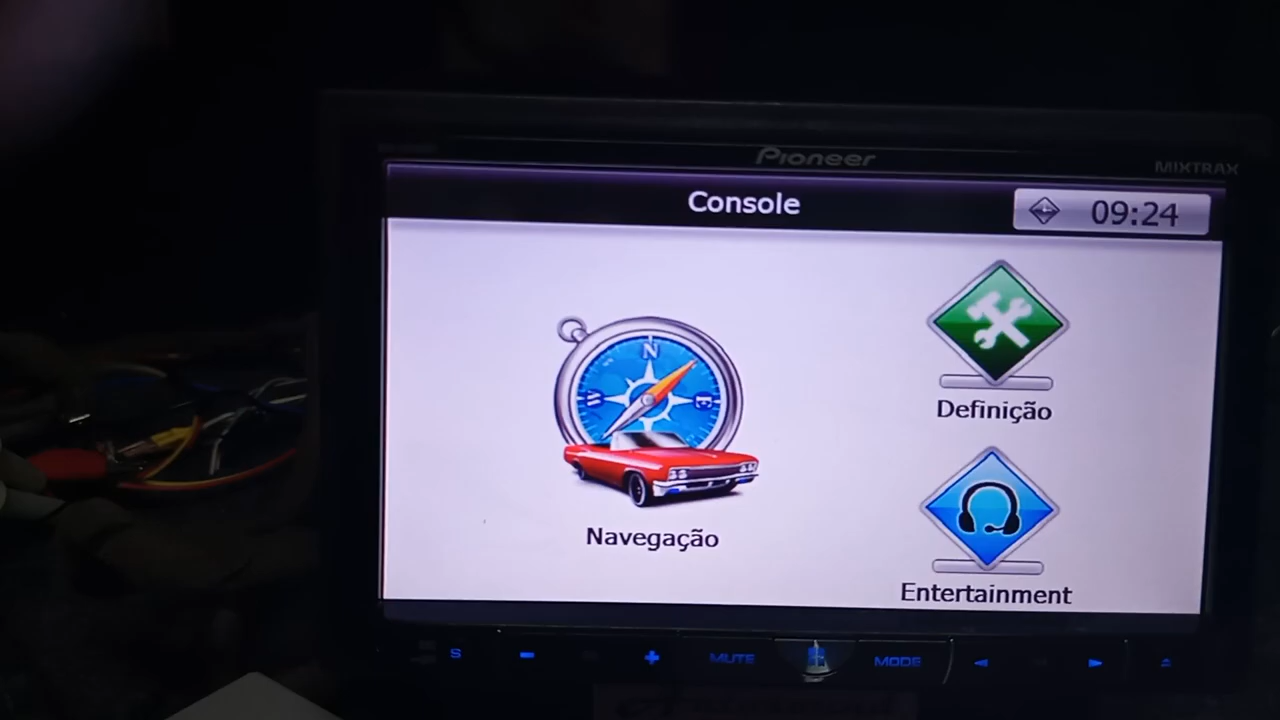 Pioneer
MIXTRAX
Console
09:24
N
W
E
Definição
Navegação
Entertainment
S
MUTE
MODE